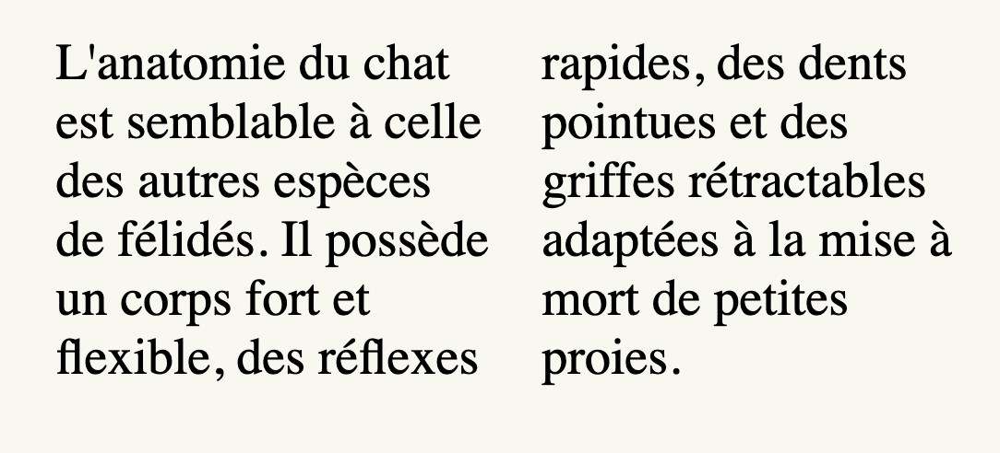 L'anatomie du chat
est semblable à celle
des autres espèces
de félidés. Il possède
un corps fort et
flexible, des réflexes
rapides, des dents
pointues et des
griffes rétractables
adaptées à la mise à
mort de petites
proies.